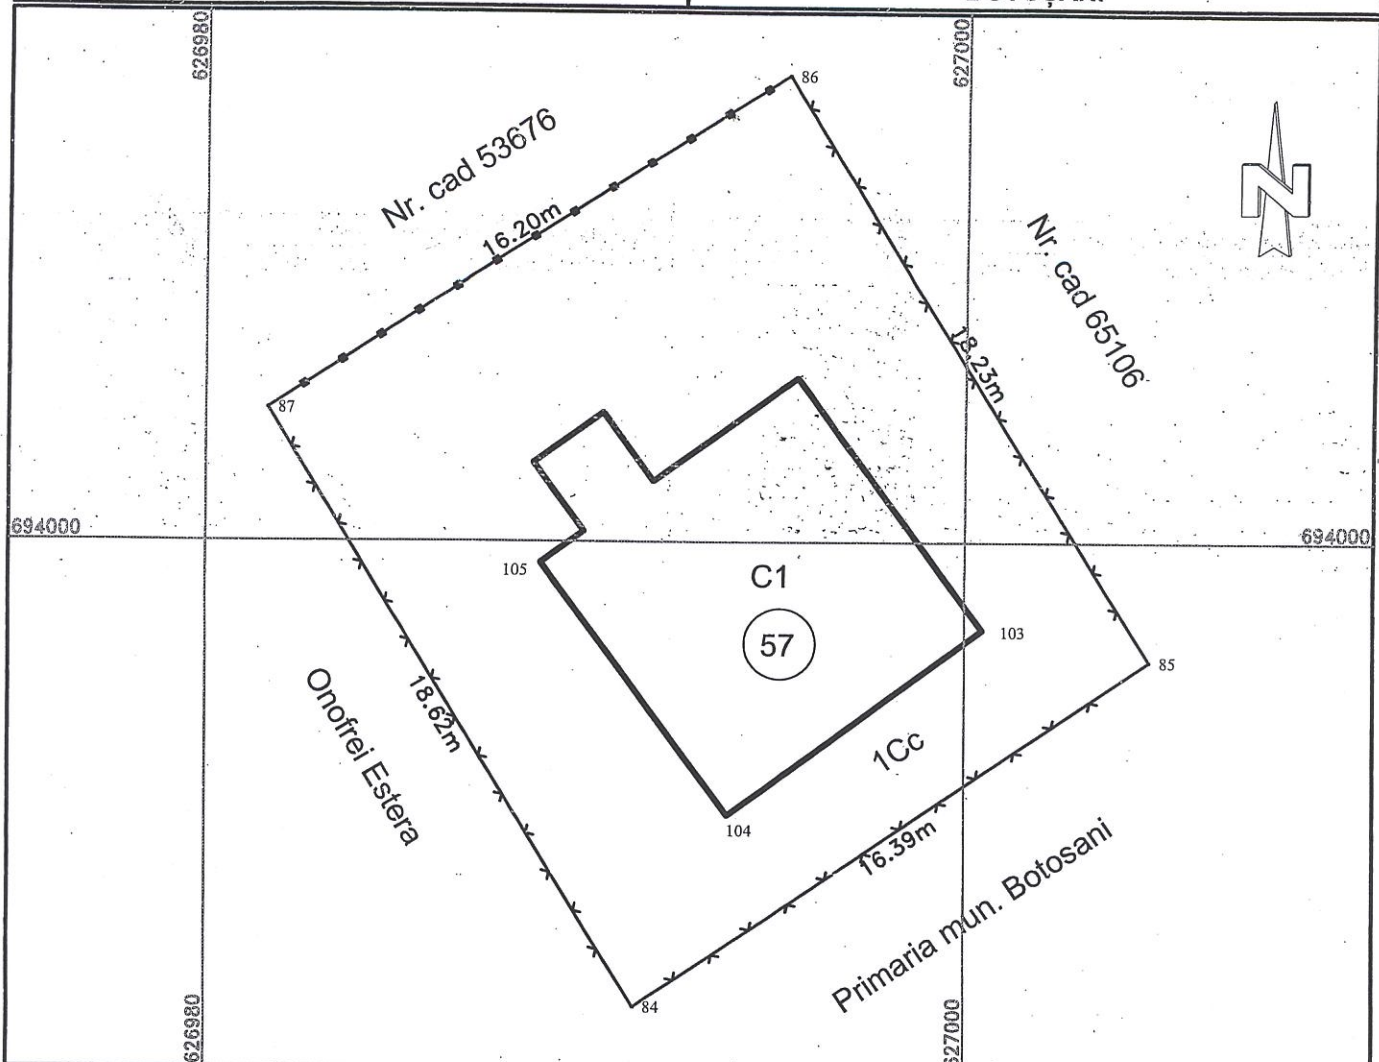 626980
627000
86
Nr. cad 53676
16.20m
N
Nr. cad 65106
18.23m
87
694000
694000
105
C1
57
103
85
Onofrei Estera
18.62m
1Cc
104
16.39m
Primaria mun. Botosani
84
626980
627000